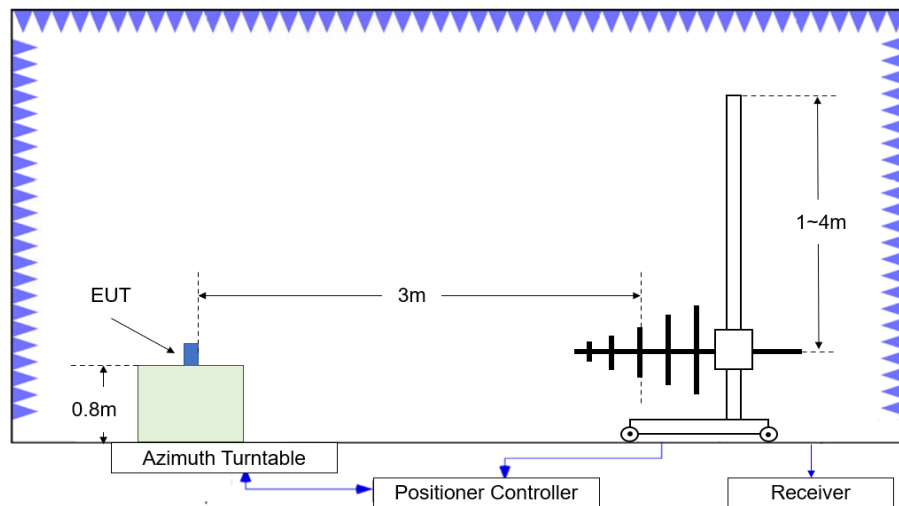 1~4m
EUT
3m
0.8m
Azimuth Turntable
Positioner Controller
Receiver